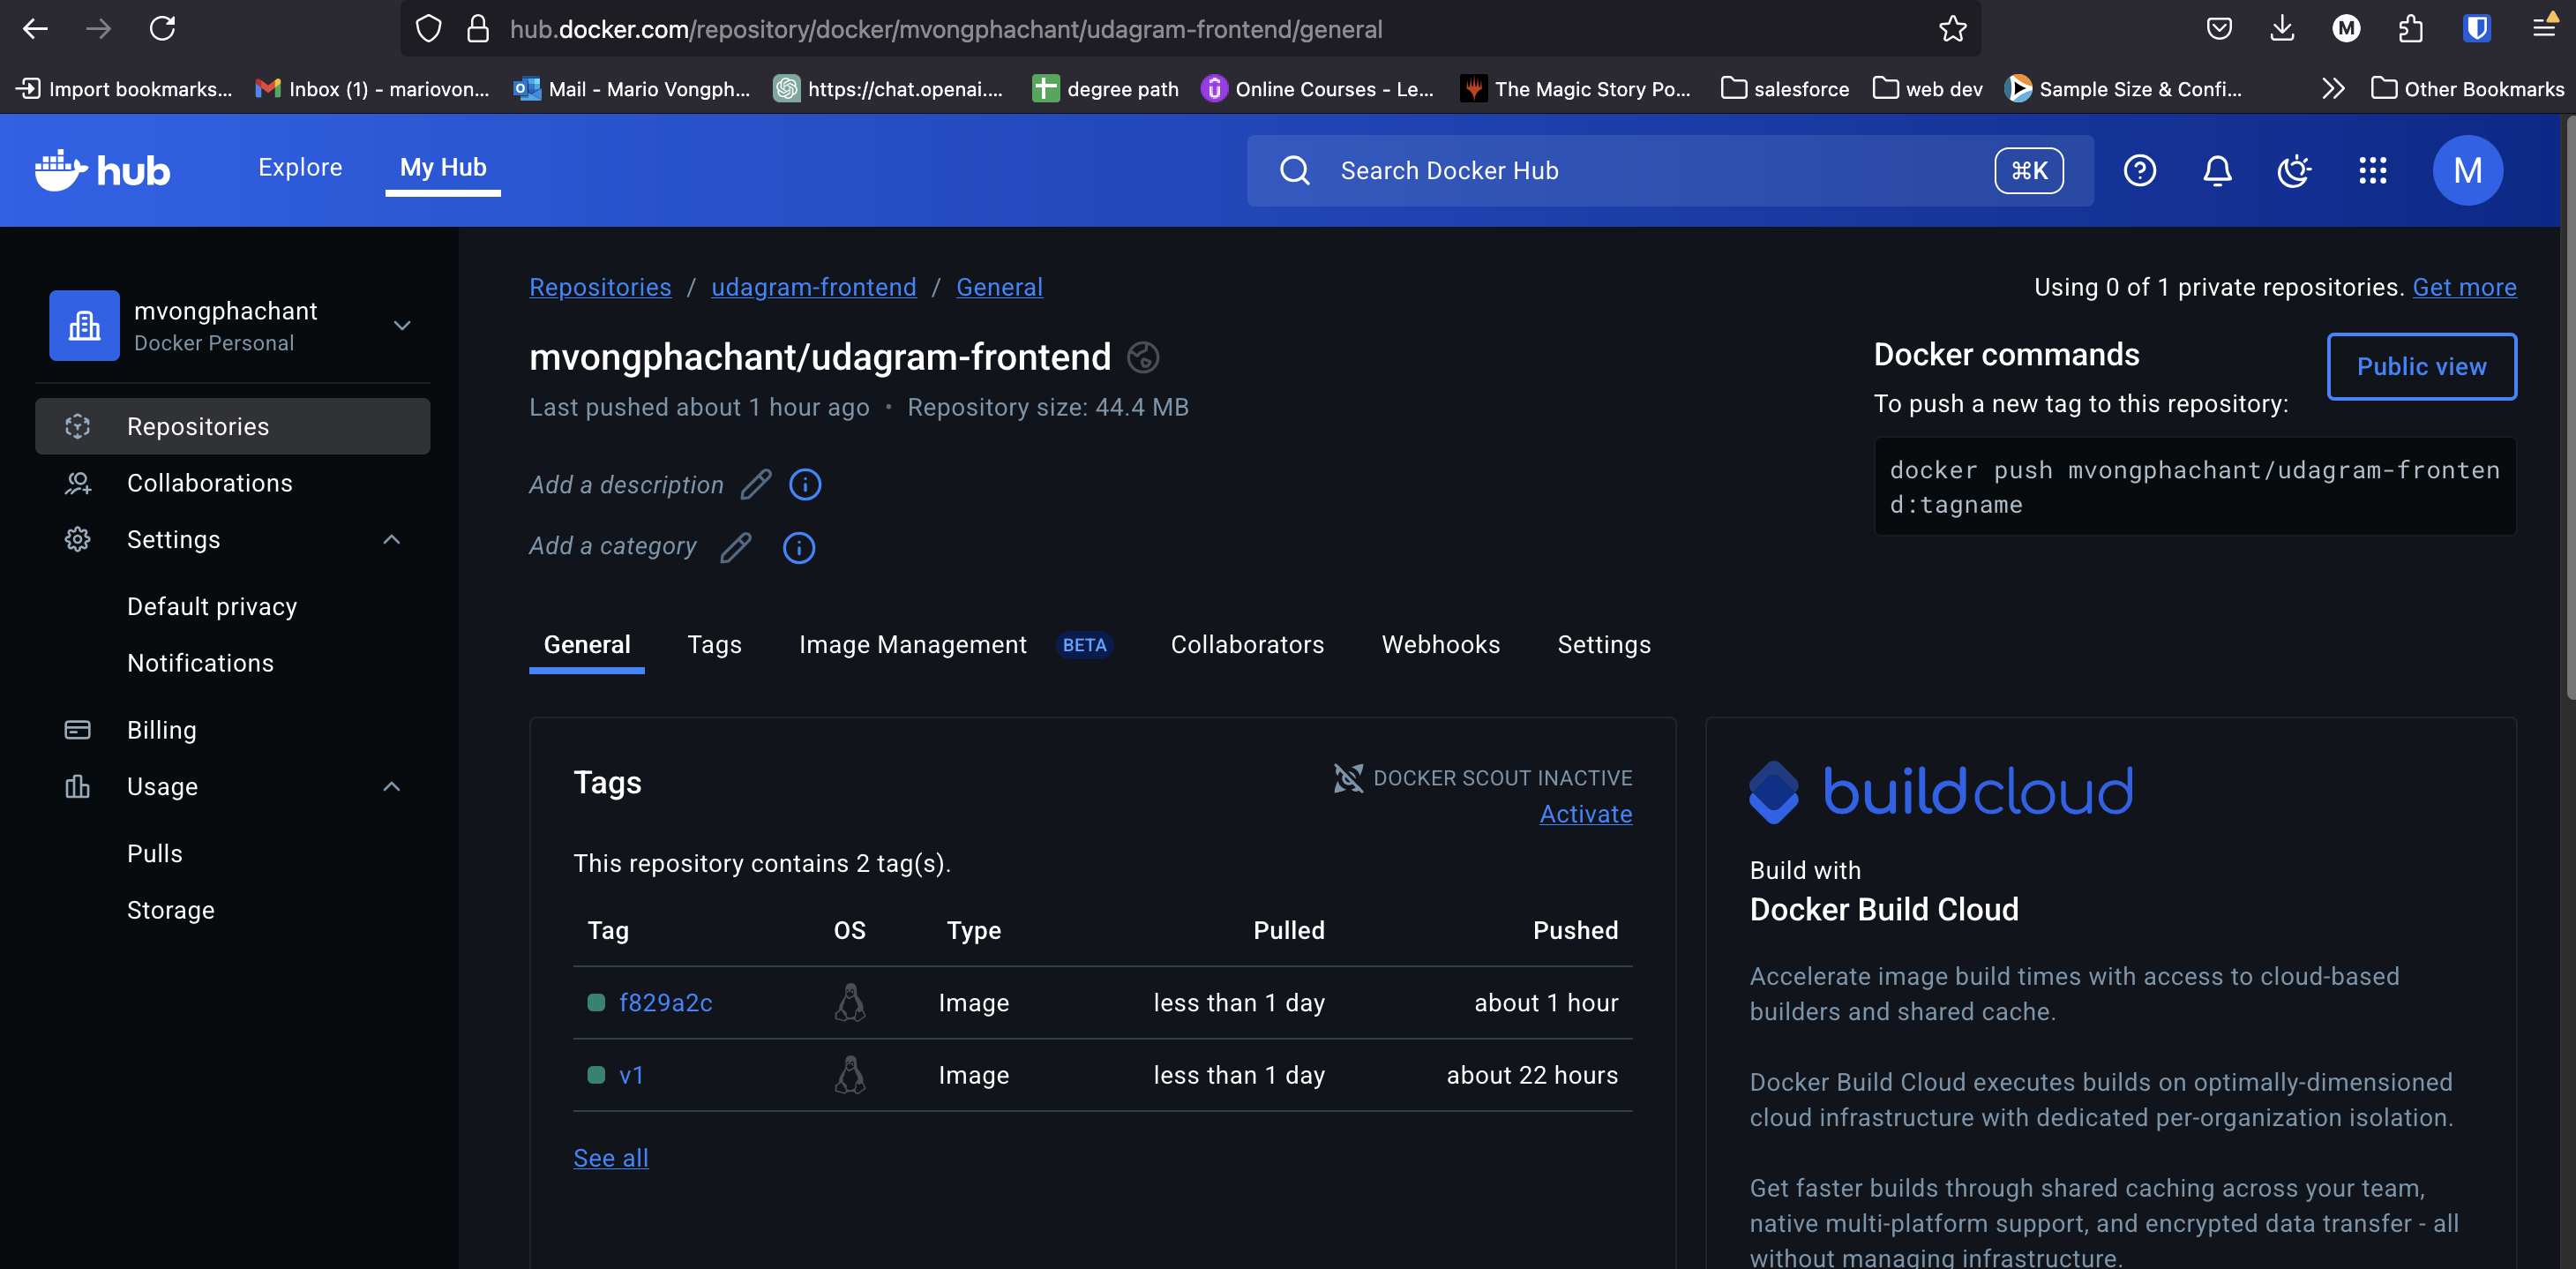 hub.docker.com/repository/docker/mvongphachant/udagram-frontend/general
M
Import bookmarks...
Inbox (1) - mariovon...
Mail - Mario Vongph...
https://chat.openai....
degree path
Online Courses - Le...
The Magic Story Po...
salesforce
web dev
Sample Size & Confi...
Other Bookmarks
hub
Explore
My Hub
Search Docker Hub
⌘K
M
mvongphachant
Docker Personal
Repositories
Collaborations
Settings
Default privacy
Notifications
Billing
Usage
Pulls
Storage
Repositories / udagram-frontend / General
Using 0 of 1 private repositories. Get more
mvongphachant/udagram-frontend
Last pushed about 1 hour ago • Repository size: 44.4 MB
Add a description
Add a category
Docker commands
Public view
To push a new tag to this repository:
docker push mvongphachant/udagram-fronten
d:tagname
General
Tags
Image Management BETA
Collaborators
Webhooks
Settings
Tags
DOCKER SCOUT INACTIVE
Activate
This repository contains 2 tag(s).
Tag OS Type Pulled Pushed
f829a2c Image less than 1 day about 1 hour
v1 Image less than 1 day about 22 hours
See all
buildcloud
Build with
Docker Build Cloud
Accelerate image build times with access to cloud-based
builders and shared cache.
Docker Build Cloud executes builds on optimally-dimensioned
cloud infrastructure with dedicated per-organization isolation.
Get faster builds through shared caching across your team,
native multi-platform support, and encrypted data transfer - all
without managing infrastructure.